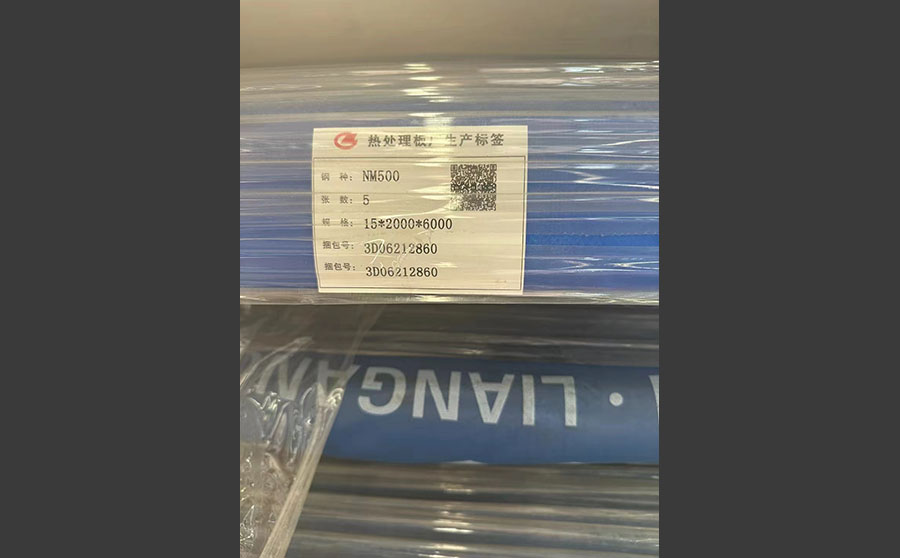 热处理板厂生产标签
钢 种： NM500
张 数： 5
规 格： 15*2000*6000
捆包号： 3D06212860
捆包号： 3D06212860
· LIANGAN